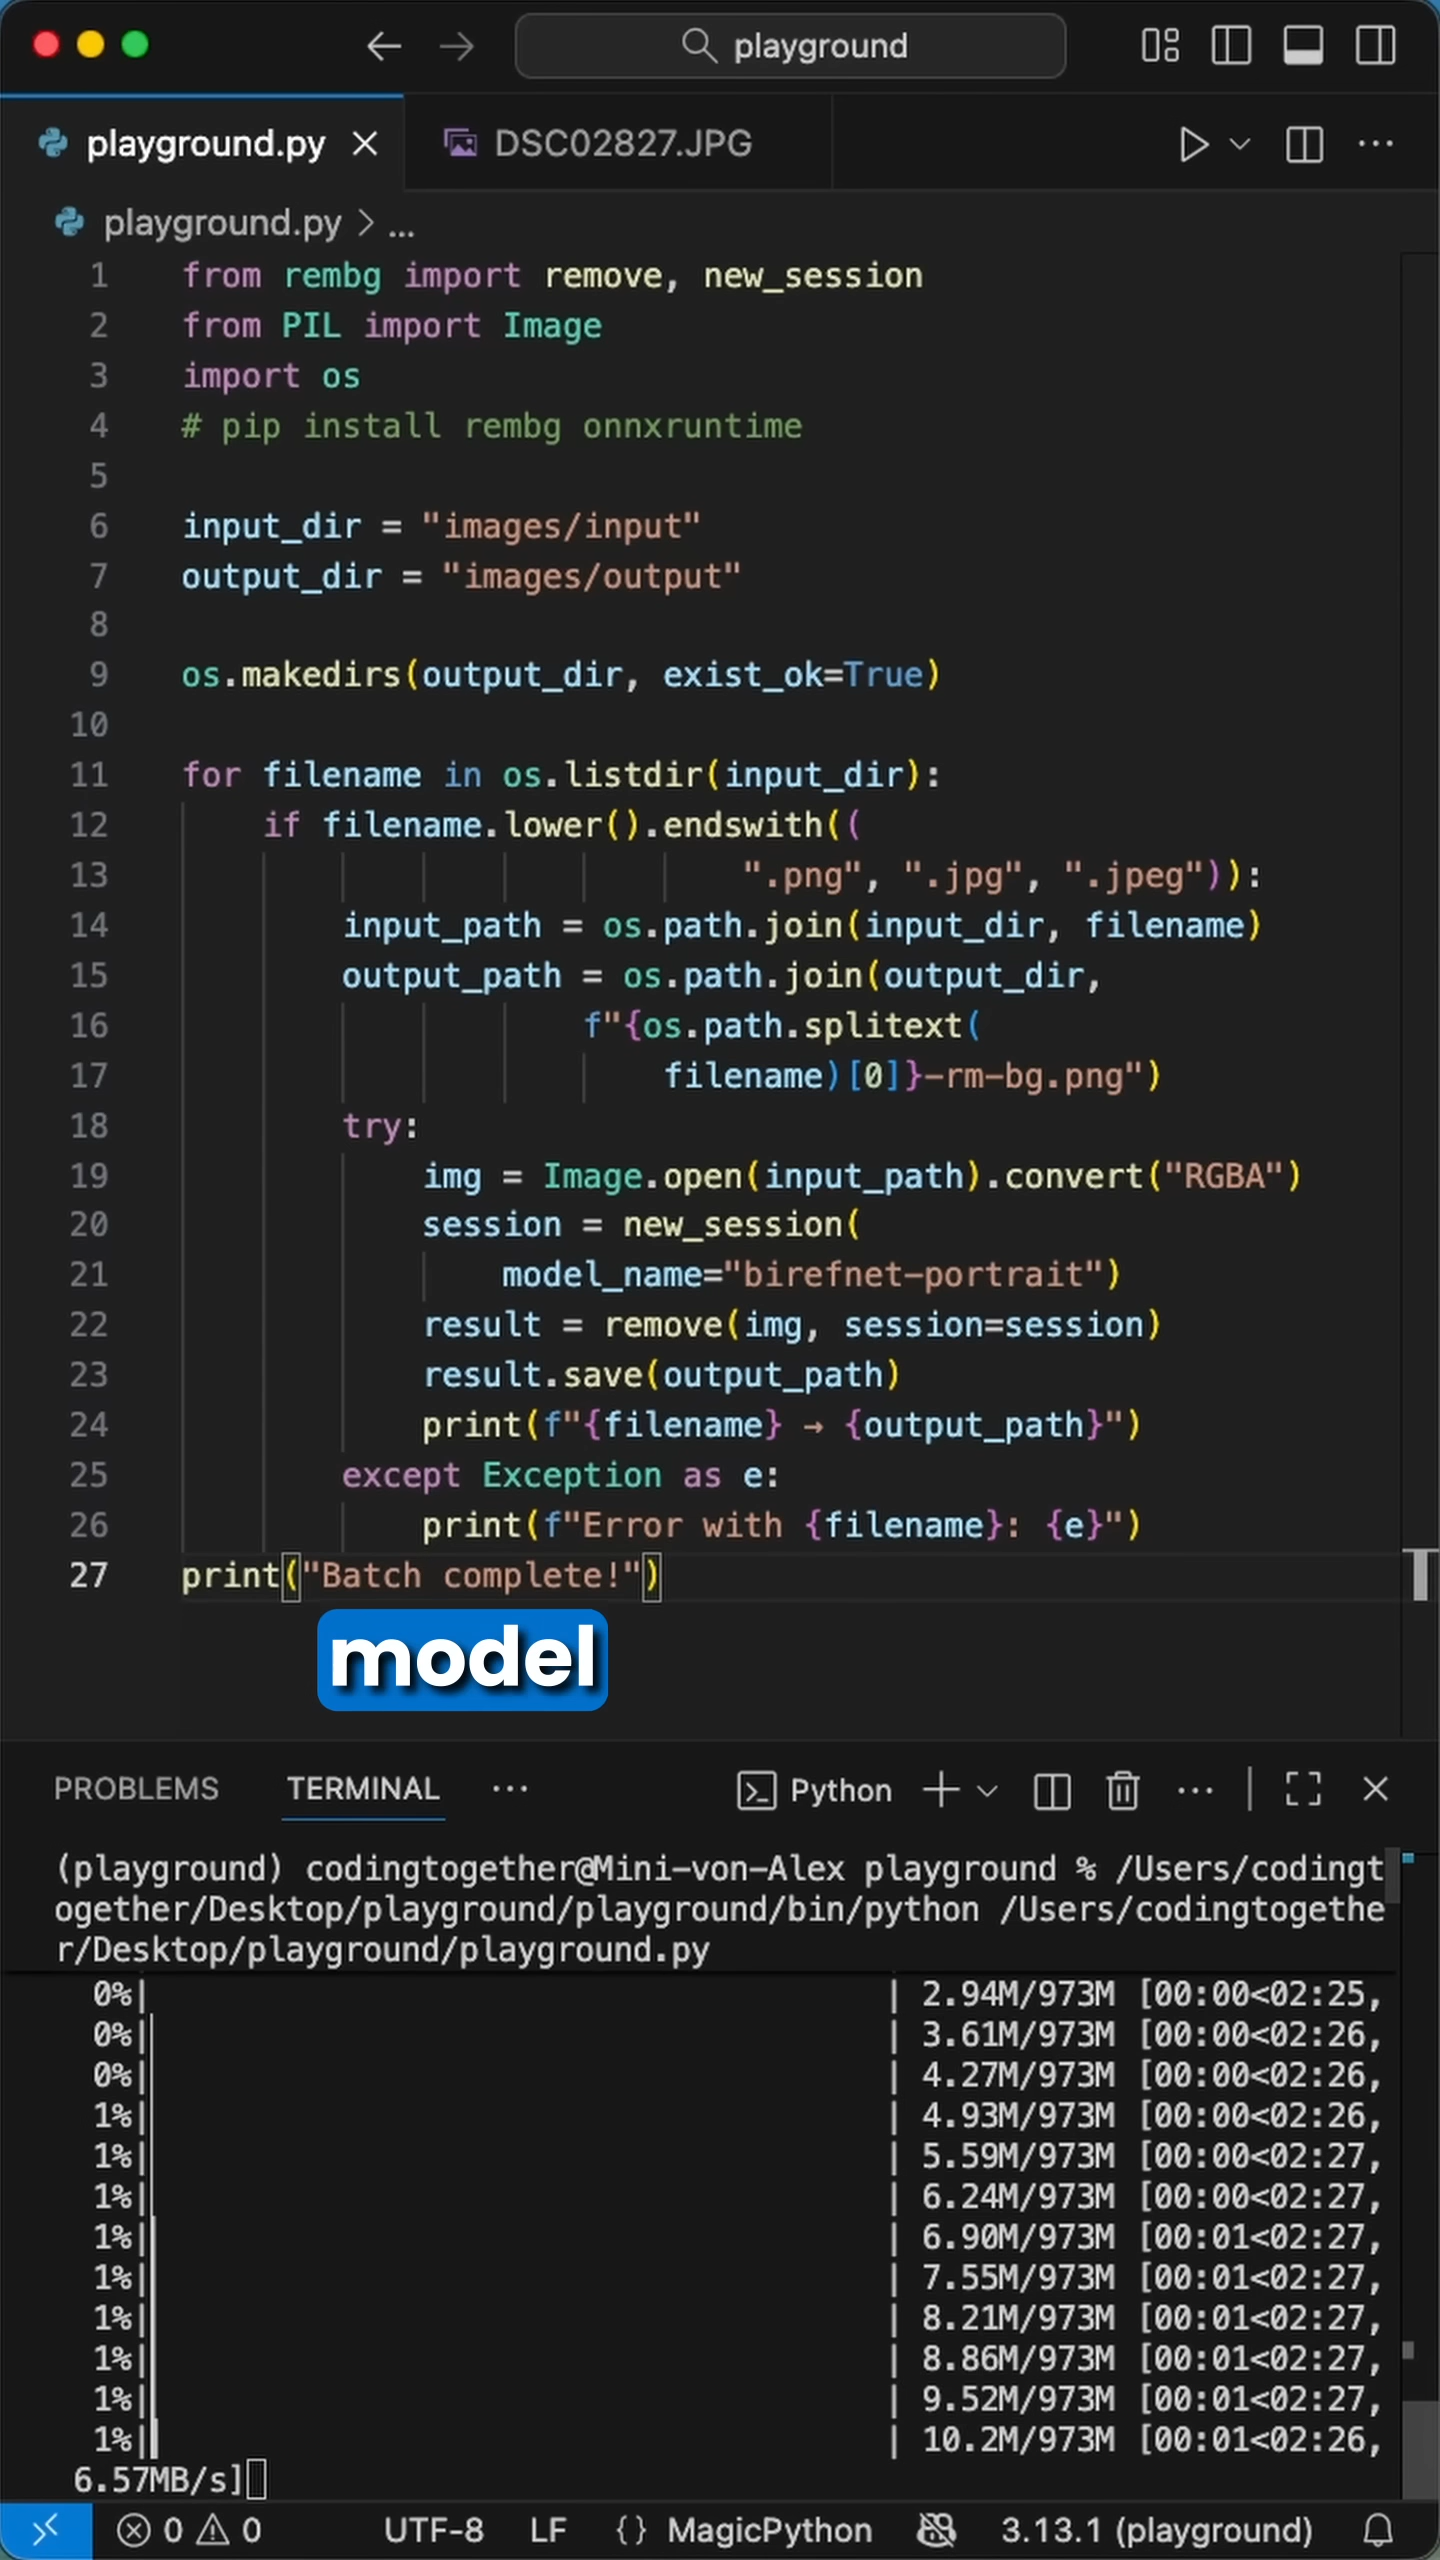 playground
playground.py
DSC02827.JPG
playground.py > ...
1 from rembg import remove, new_session
2 from PIL import Image
3 import os
4 # pip install rembg onnxruntime
5
6 input_dir = "images/input"
7 output_dir = "images/output"
8
9 os.makedirs(output_dir, exist_ok=True)
10
11 for filename in os.listdir(input_dir):
12     if filename.lower().endswith((
13                             ".png", ".jpg", ".jpeg")):
14         input_path = os.path.join(input_dir, filename)
15         output_path = os.path.join(output_dir,
16                     f"{os.path.splitext(
17                         filename)[0]}-rm-bg.png")
18         try:
19             img = Image.open(input_path).convert("RGBA")
20             session = new_session(
21                 model_name="birefnet-portrait")
22             result = remove(img, session=session)
23             result.save(output_path)
24             print(f"{filename} → {output_path}")
25         except Exception as e:
26             print(f"Error with {filename}: {e}")
27 print("Batch complete!")
model
PROBLEMS TERMINAL ... Python
(playground) codingtogether@Mini-von-Alex playground % /Users/codingt
ogether/Desktop/playground/playground/bin/python /Users/codingtogethe
r/Desktop/playground/playground.py
0%| | 2.94M/973M [00:00<02:25,
0%| | 3.61M/973M [00:00<02:26,
0%| | 4.27M/973M [00:00<02:26,
1%| | 4.93M/973M [00:00<02:26,
1%| | 5.59M/973M [00:00<02:27,
1%| | 6.24M/973M [00:00<02:27,
1%| | 6.90M/973M [00:01<02:27,
1%| | 7.55M/973M [00:01<02:27,
1%| | 8.21M/973M [00:01<02:27,
1%| | 8.86M/973M [00:01<02:27,
1%| | 9.52M/973M [00:01<02:27,
1%| | 10.2M/973M [00:01<02:26,
6.57MB/s]
0 0 UTF-8 LF {} MagicPython 3.13.1 (playground)